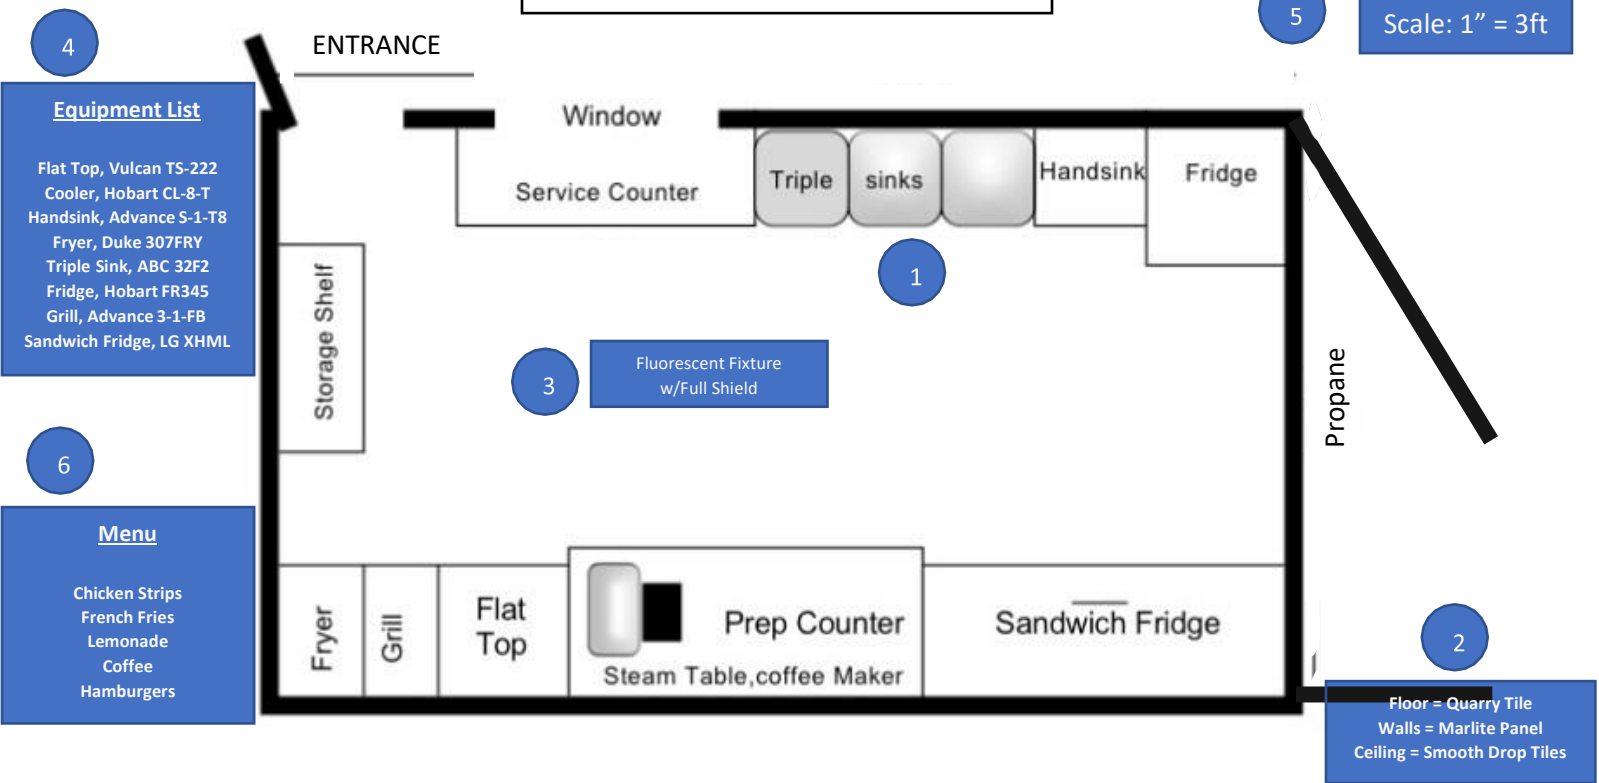 4
ENTRANCE
5
Scale: 1” = 3ft
Equipment List
Flat Top, Vulcan TS-222
Cooler, Hobart CL-8-T
Handsink, Advance S-1-T8
Fryer, Duke 307FRY
Triple Sink, ABC 32F2
Fridge, Hobart FR345
Grill, Advance 3-1-FB
Sandwich Fridge, LG XHML
Window
Service Counter
Triple
sinks
Handsink
Fridge
1
Storage Shelf
3
Fluorescent Fixture
w/Full Shield
Propane
6
Menu
Chicken Strips
French Fries
Lemonade
Coffee
Hamburgers
Fryer
Grill
Flat
Top
Prep Counter
Steam Table,coffee Maker
Sandwich Fridge
2
Floor = Quarry Tile
Walls = Marlite Panel
Ceiling = Smooth Drop Tiles